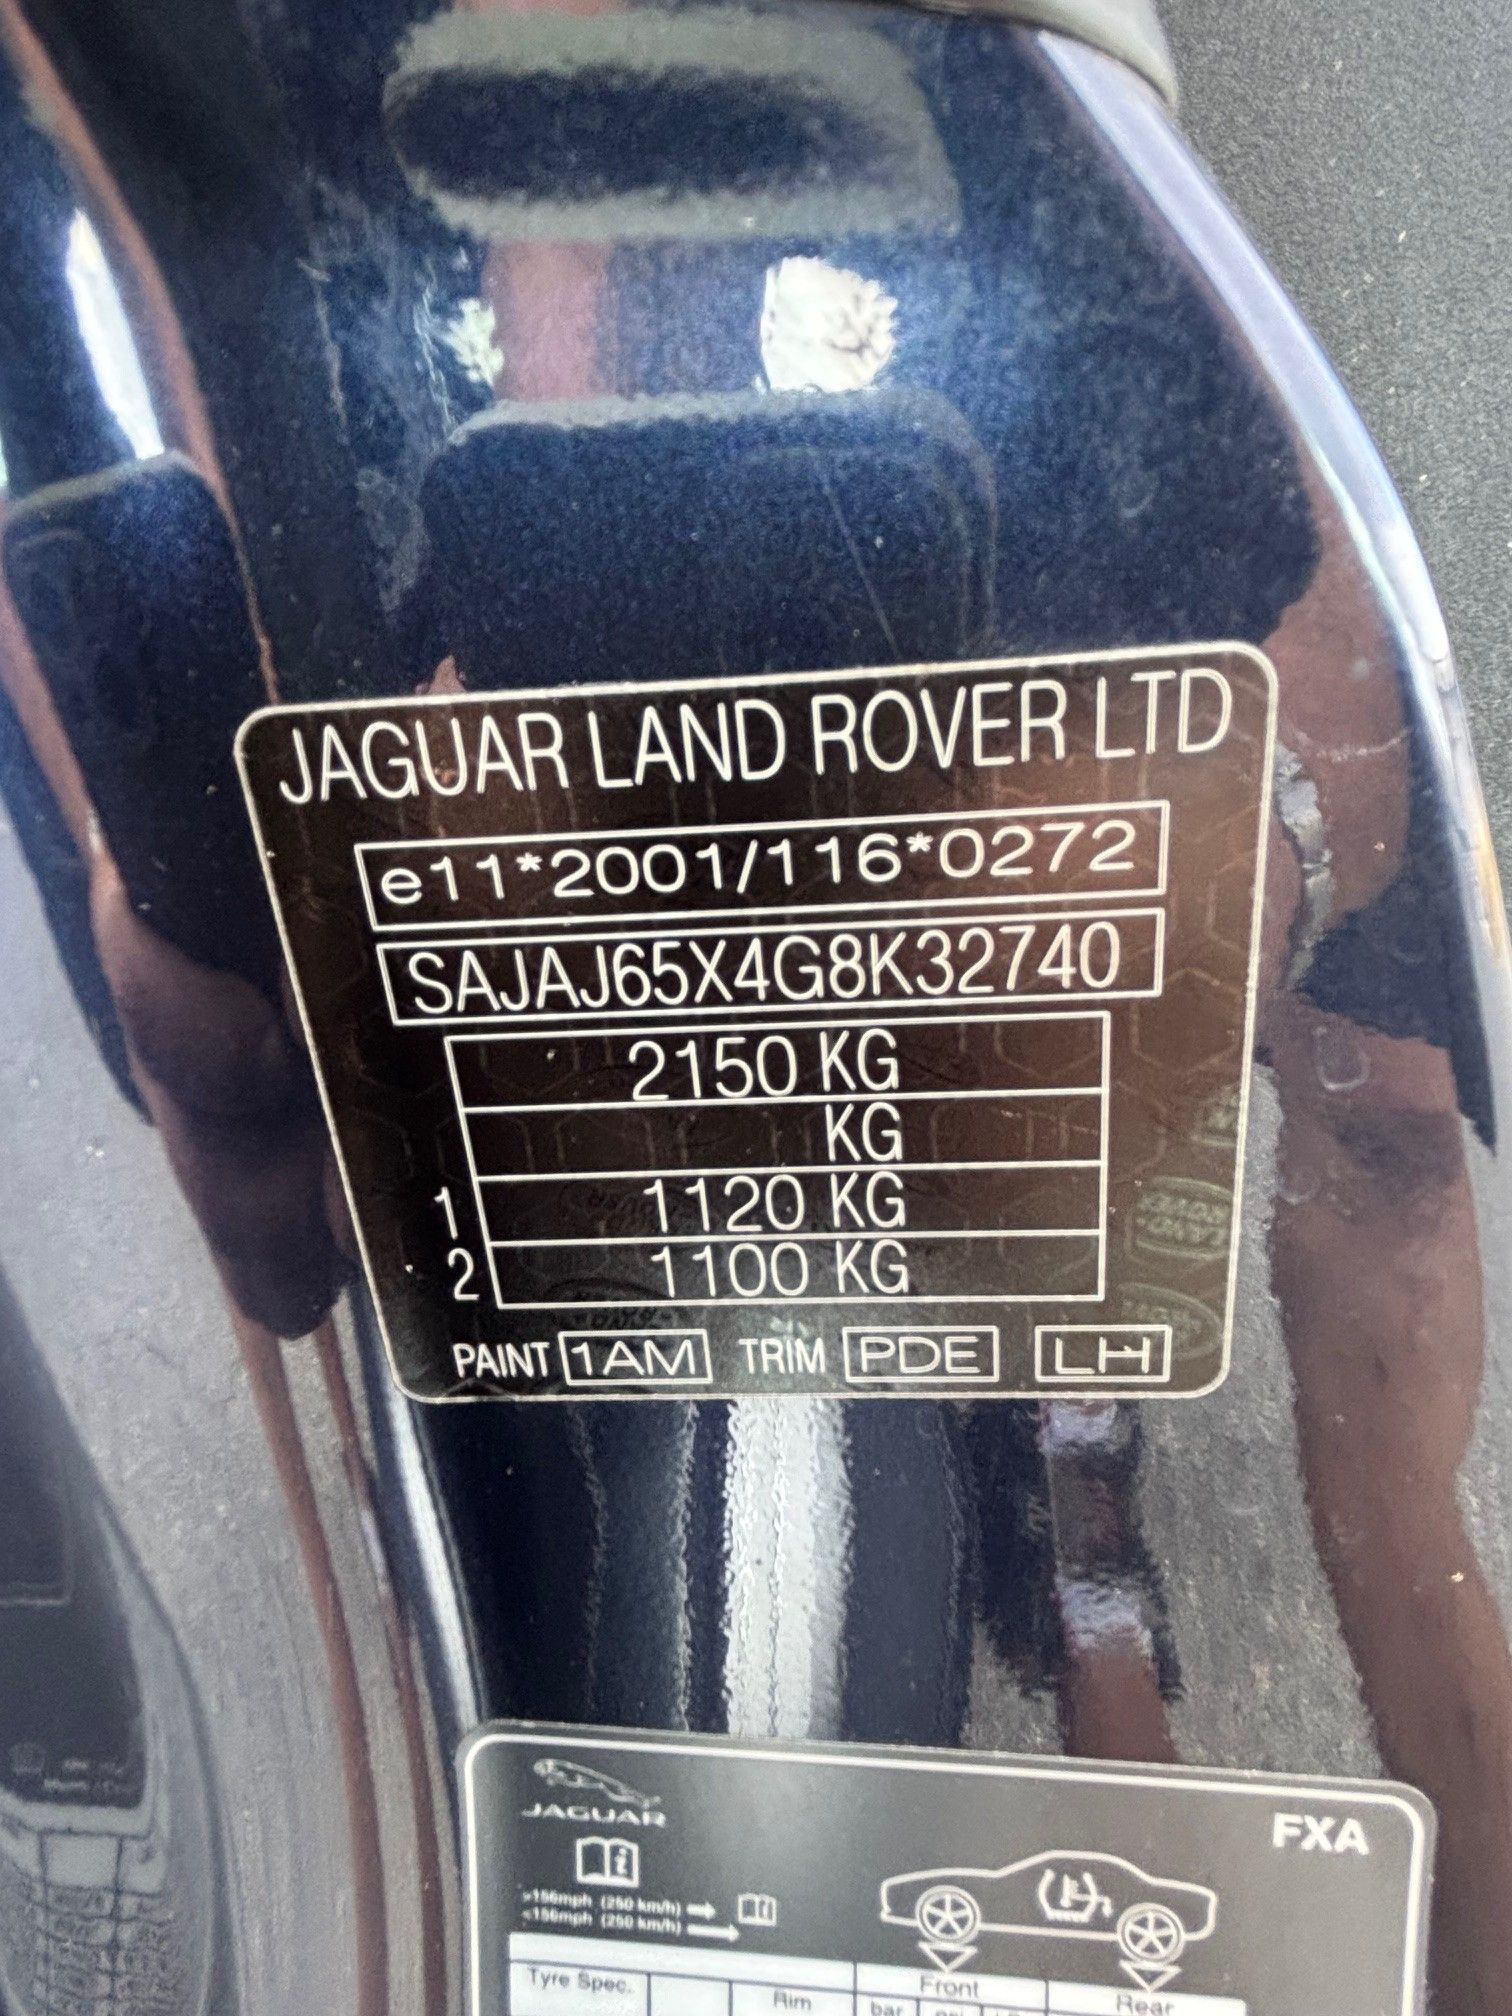 JAGUAR LAND ROVER LTD
e11*2001/116*0272
SAJAJ65X4G8K32740
2150 KG
KG
1 1120 KG
2 1100 KG
PAINT 1AM TRIM PDE LH
JAGUAR
FXA
>156mph (250 km/h)
≤156mph (250 km/h)
Tyre Spec. Rim Front Rear
bar